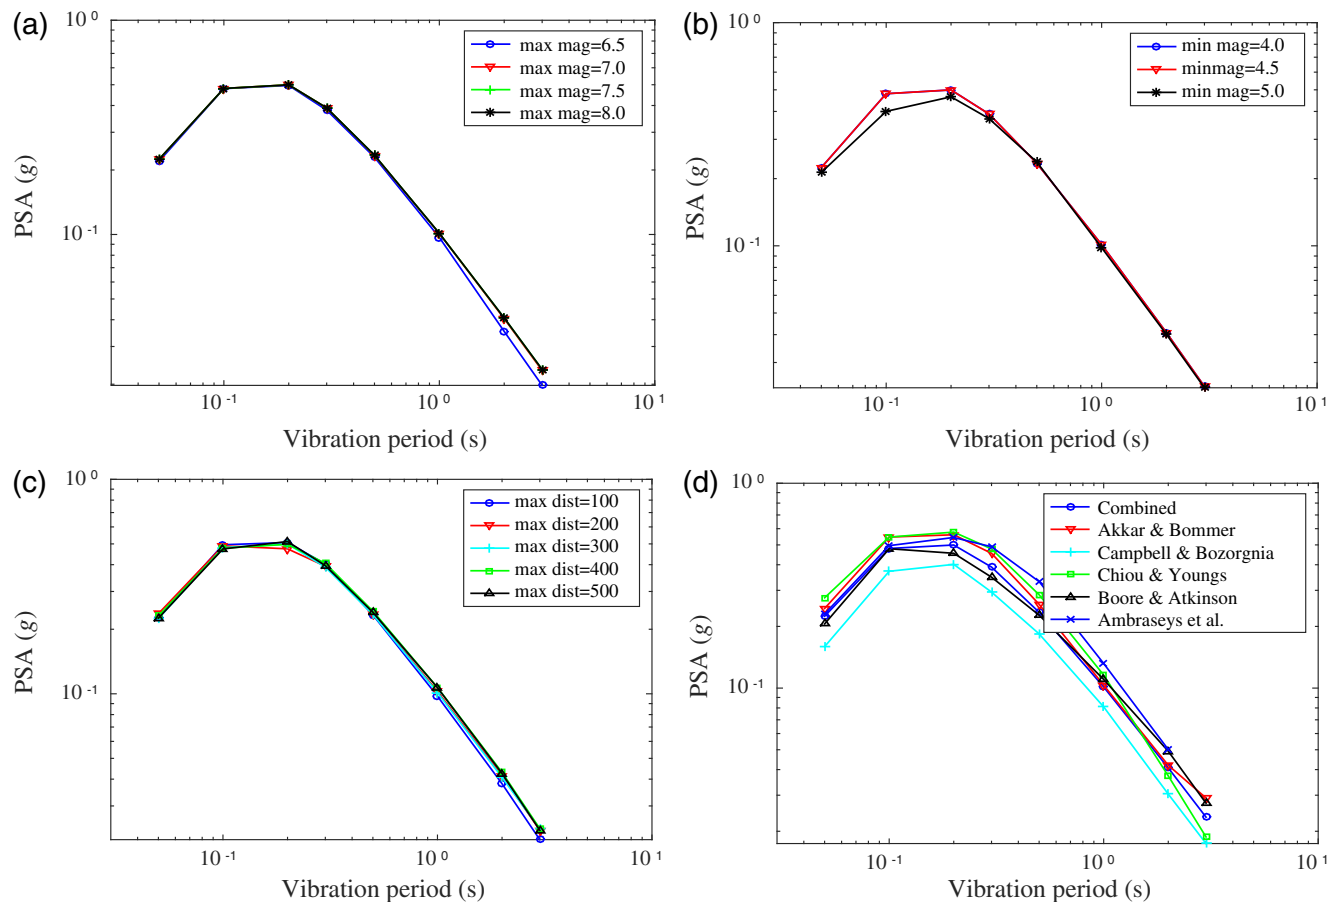 (a)
10⁰
10⁻¹
PSA (g)
max mag=6.5
max mag=7.0
max mag=7.5
max mag=8.0
10⁻¹
10⁰
10¹
Vibration period (s)
(b)
10⁰
10⁻¹
PSA (g)
min mag=4.0
minmag=4.5
min mag=5.0
10⁻¹
10⁰
10¹
Vibration period (s)
(c)
10⁰
10⁻¹
PSA (g)
max dist=100
max dist=200
max dist=300
max dist=400
max dist=500
10⁻¹
10⁰
10¹
Vibration period (s)
(d)
10⁰
10⁻¹
PSA (g)
Combined
Akkar & Bommer
Campbell & Bozorgnia
Chiou & Youngs
Boore & Atkinson
Ambraseys et al.
10⁻¹
10⁰
10¹
Vibration period (s)